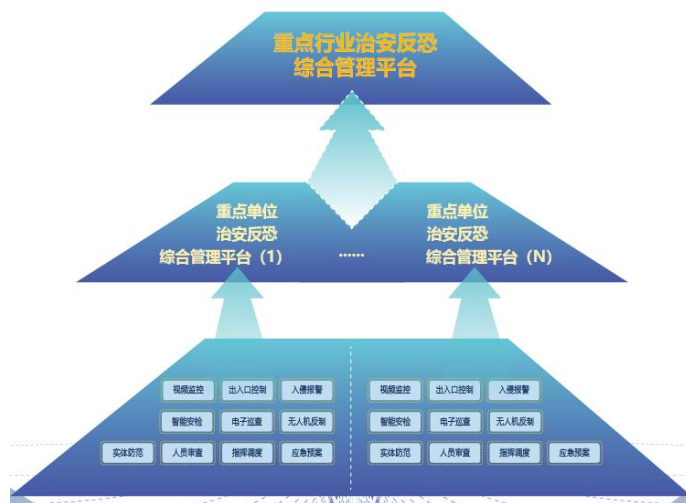 重点行业治安反恐
综合管理平台
重点单位
治安反恐
综合管理平台（1）
······
重点单位
治安反恐
综合管理平台（N）
视频监控 出入口控制 入侵报警
智能安检 电子巡查 无人机反制
实体防范 人员审查 指挥调度 应急预案
视频监控 出入口控制 入侵报警
智能安检 电子巡查 无人机反制
实体防范 人员审查 指挥调度 应急预案